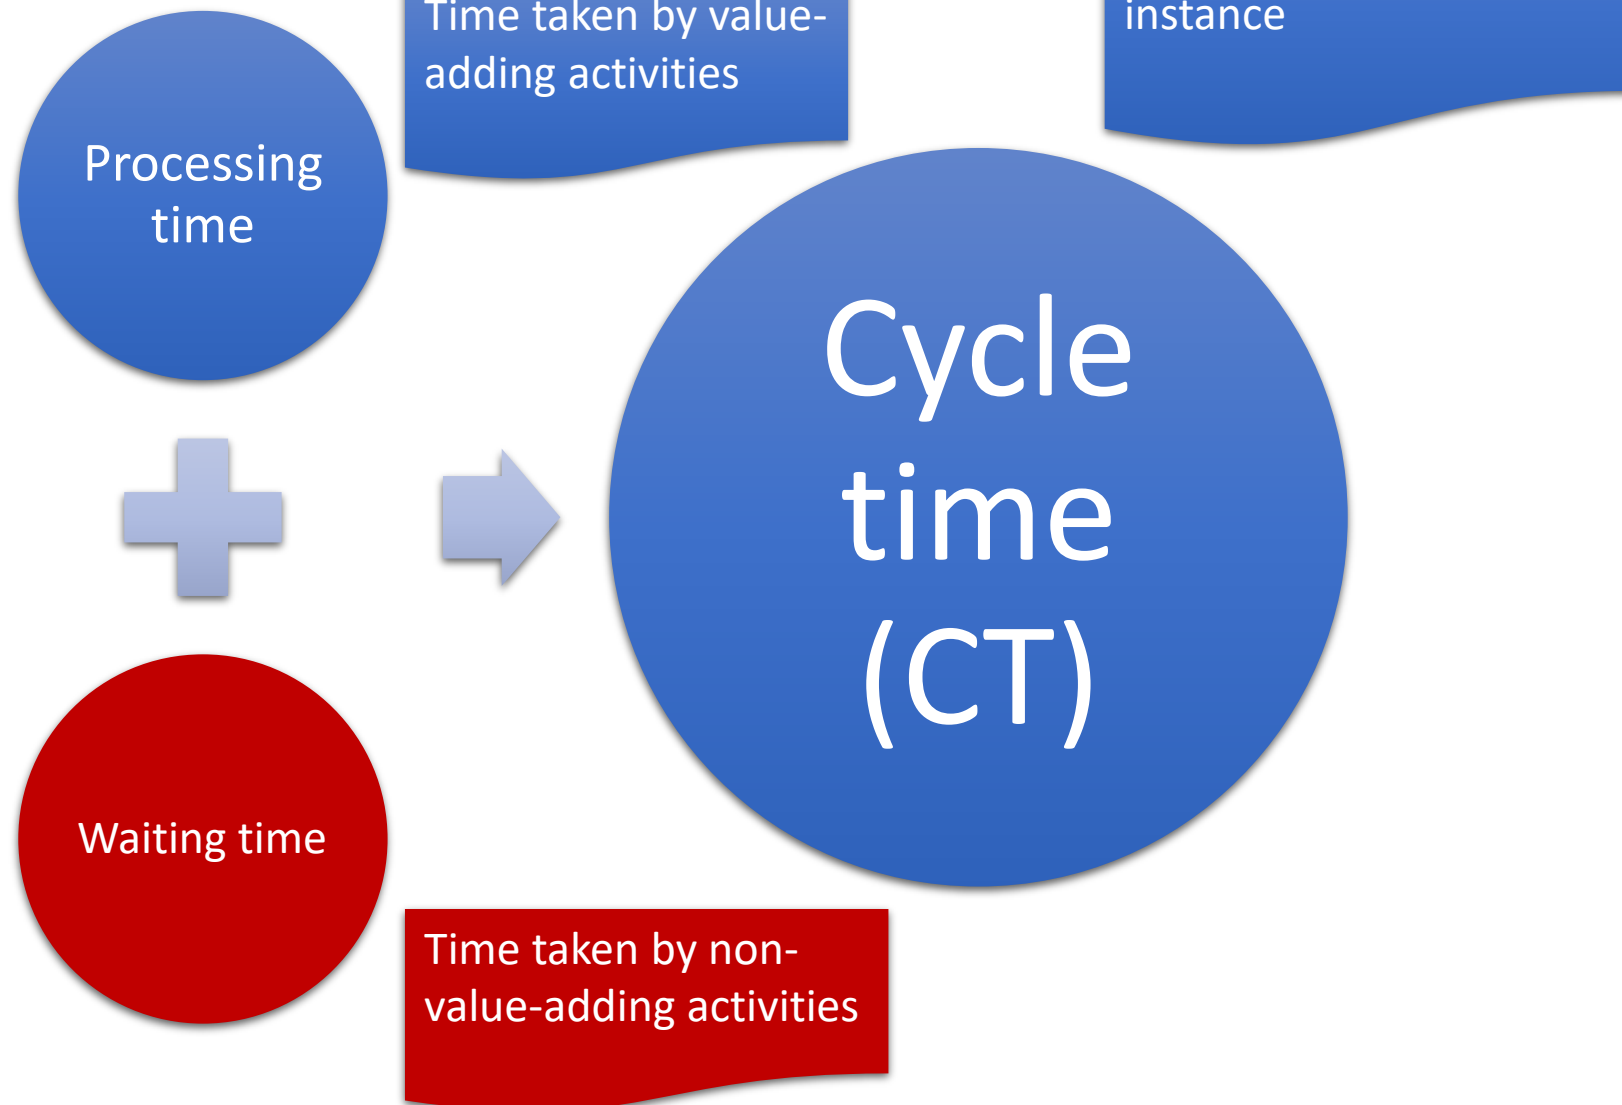 Time taken by value-
adding activities
instance
Processing
time
Cycle
time
(CT)
Waiting time
Time taken by non-
value-adding activities